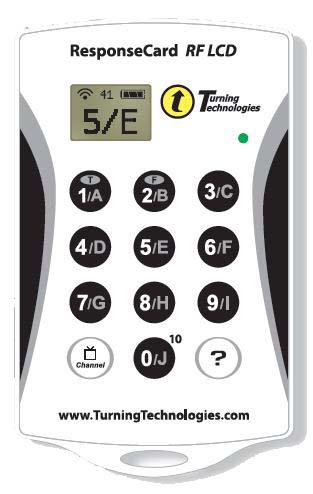 ResponseCard RF LCD
41
5/E
t Turning
Technologies
T F
1/A 2/B 3/C
4/D 5/E 6/F
7/G 8/H 9/I
10
Channel 0/J ?
www.TurningTechnologies.com